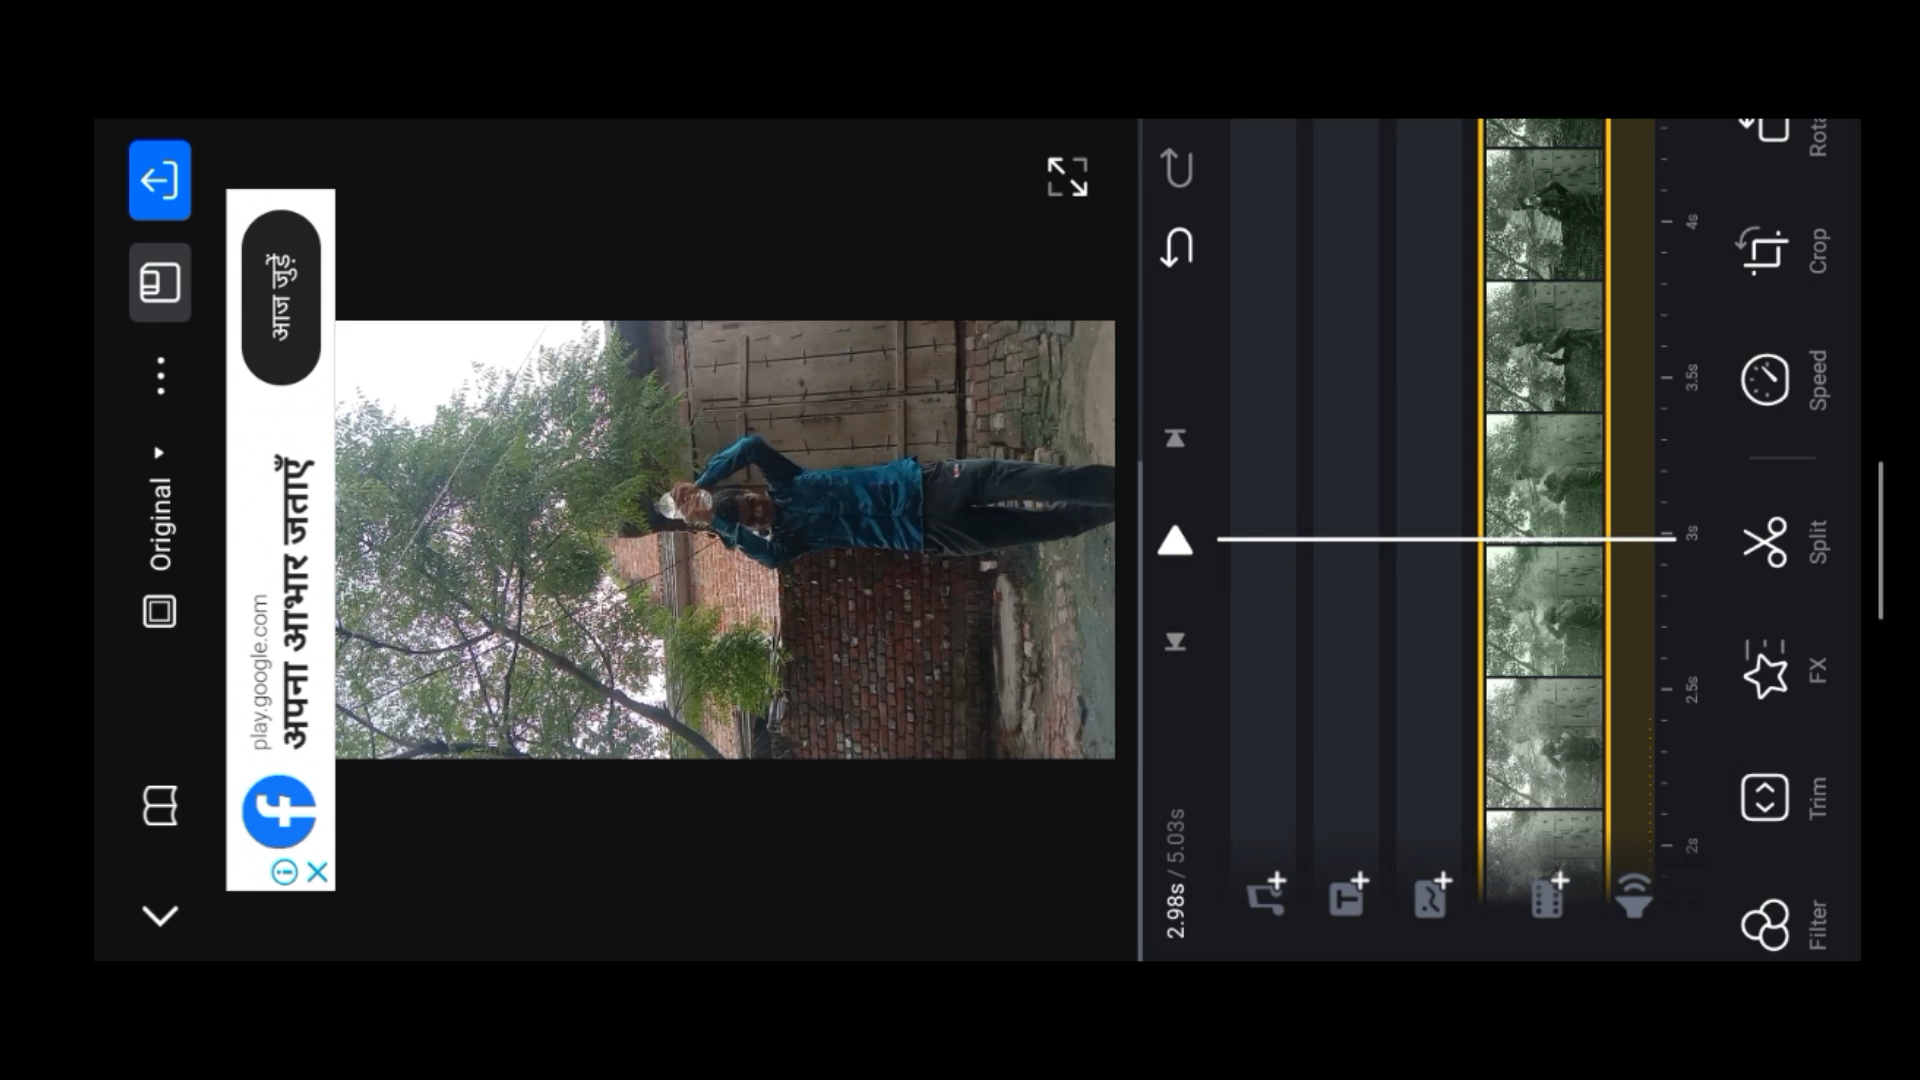 Original
play.google.com
अपना आभार जताएँ
आज जुड़ें
2.98s / 5.03s
2s
2.5s
3s
3.5s
4s
Filter
Trim
FX
Split
Speed
Crop
Rota